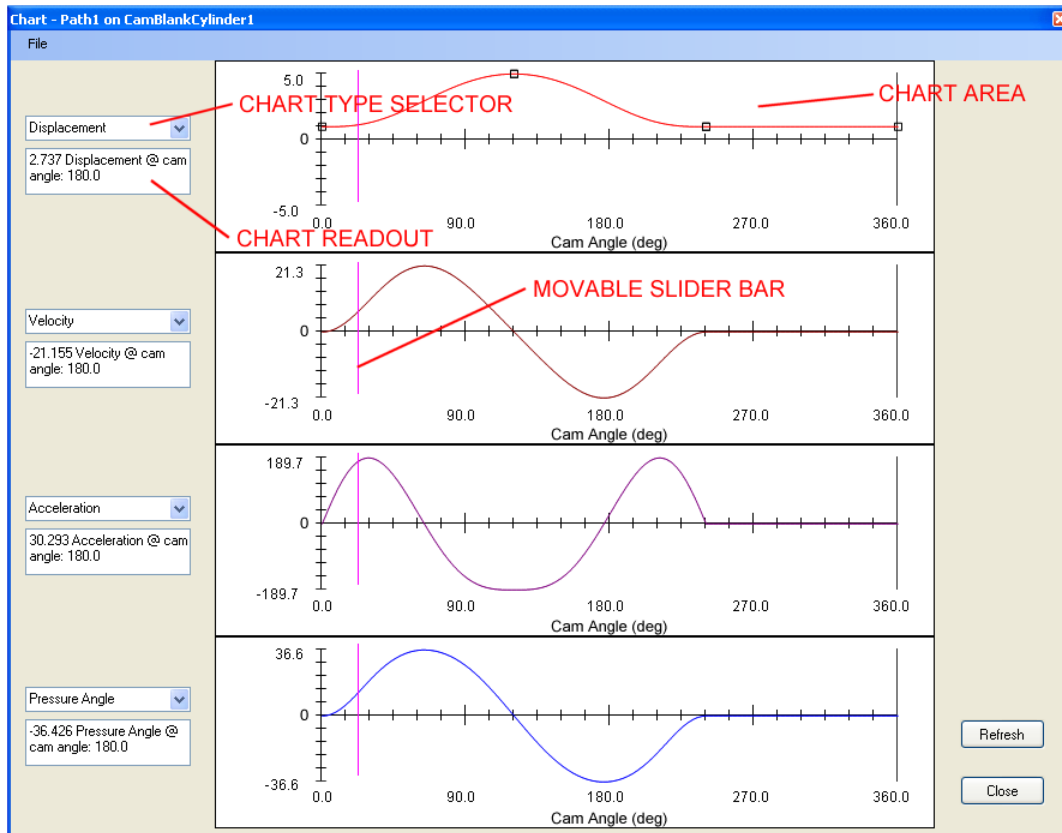 Chart - Path1 on CamBlankCylinder1
File
CHART TYPE SELECTOR
CHART AREA
Displacement
2.737 Displacement @ cam
angle: 180.0
CHART READOUT
5.0
0
-5.0
0.0 90.0 180.0 270.0 360.0
Cam Angle (deg)
MOVABLE SLIDER BAR
Velocity
-21.155 Velocity @ cam
angle: 180.0
21.3
0
-21.3
0.0 90.0 180.0 270.0 360.0
Cam Angle (deg)
Acceleration
30.293 Acceleration @ cam
angle: 180.0
189.7
0
-189.7
0.0 90.0 180.0 270.0 360.0
Cam Angle (deg)
Pressure Angle
-36.426 Pressure Angle @
cam angle: 180.0
36.6
0
-36.6
0.0 90.0 180.0 270.0 360.0
Cam Angle (deg)
Refresh
Close